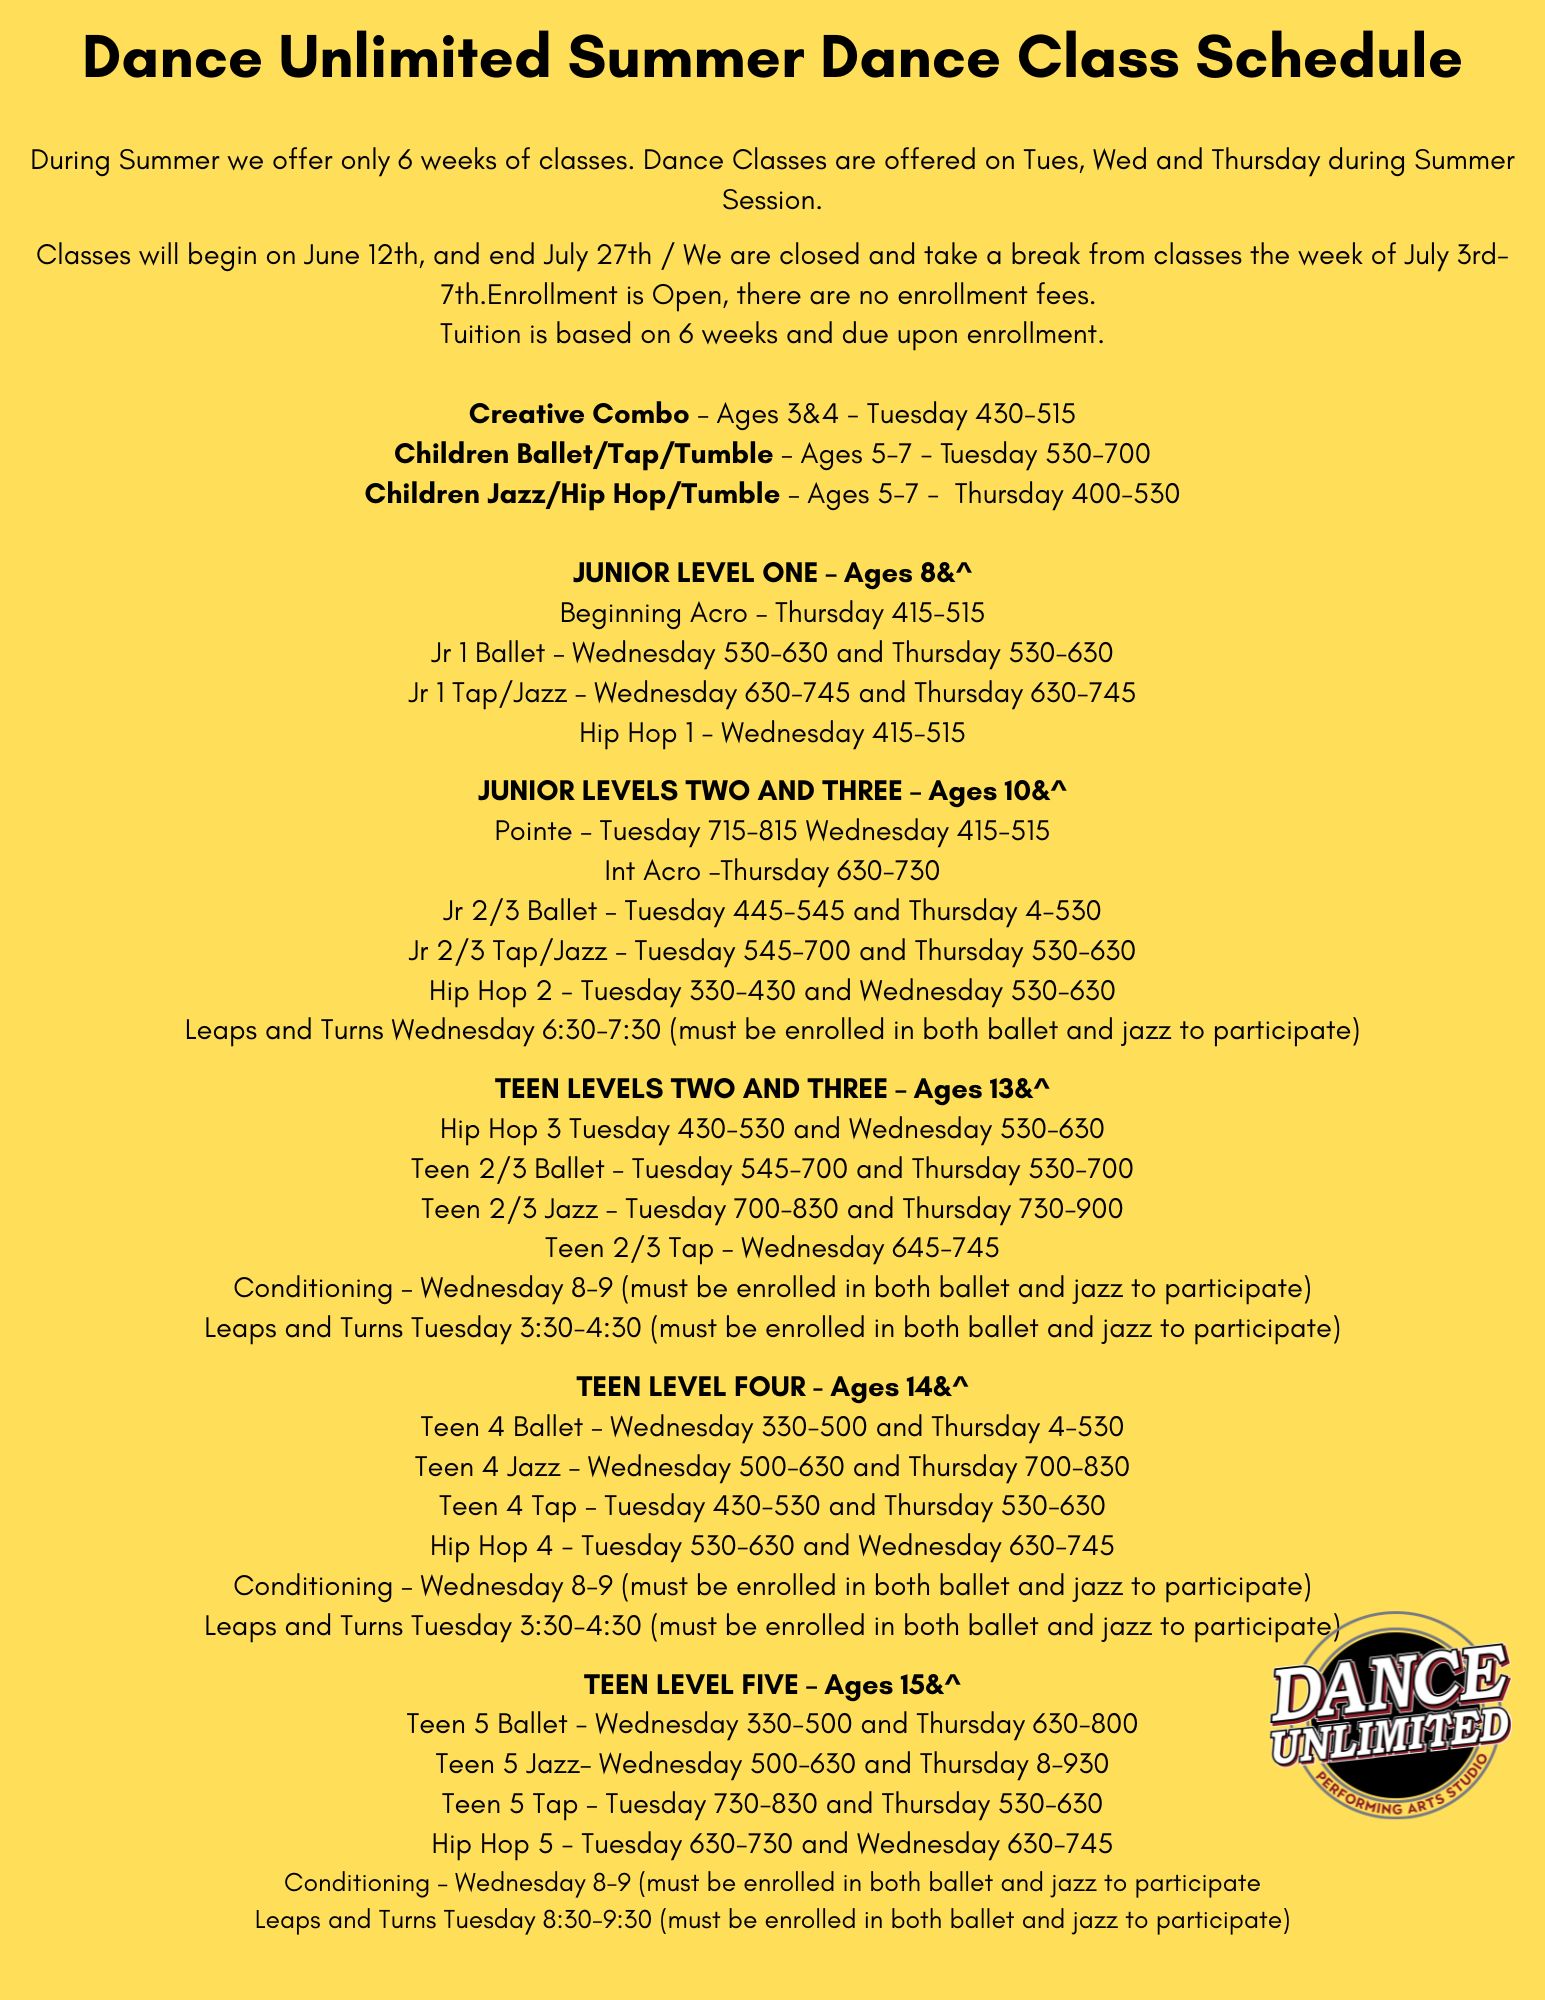 Dance Unlimited Summer Dance Class Schedule
During Summer we offer only 6 weeks of classes. Dance Classes are offered on Tues, Wed and Thursday during Summer
Session.
Classes will begin on June 12th, and end July 27th / We are closed and take a break from classes the week of July 3rd-
7th.Enrollment is Open, there are no enrollment fees.
Tuition is based on 6 weeks and due upon enrollment.
Creative Combo - Ages 3&4 - Tuesday 430-515
Children Ballet/Tap/Tumble - Ages 5-7 - Tuesday 530-700
Children Jazz/Hip Hop/Tumble - Ages 5-7 - Thursday 400-530
JUNIOR LEVEL ONE - Ages 8&^
Beginning Acro - Thursday 415-515
Jr 1 Ballet - Wednesday 530-630 and Thursday 530-630
Jr 1 Tap/Jazz - Wednesday 630-745 and Thursday 630-745
Hip Hop 1 - Wednesday 415-515
JUNIOR LEVELS TWO AND THREE - Ages 10&^
Pointe - Tuesday 715-815 Wednesday 415-515
Int Acro -Thursday 630-730
Jr 2/3 Ballet - Tuesday 445-545 and Thursday 4-530
Jr 2/3 Tap/Jazz - Tuesday 545-700 and Thursday 530-630
Hip Hop 2 - Tuesday 330-430 and Wednesday 530-630
Leaps and Turns Wednesday 6:30-7:30 (must be enrolled in both ballet and jazz to participate)
TEEN LEVELS TWO AND THREE - Ages 13&^
Hip Hop 3 Tuesday 430-530 and Wednesday 530-630
Teen 2/3 Ballet - Tuesday 545-700 and Thursday 530-700
Teen 2/3 Jazz - Tuesday 700-830 and Thursday 730-900
Teen 2/3 Tap - Wednesday 645-745
Conditioning - Wednesday 8-9 (must be enrolled in both ballet and jazz to participate)
Leaps and Turns Tuesday 3:30-4:30 (must be enrolled in both ballet and jazz to participate)
TEEN LEVEL FOUR - Ages 14&^
Teen 4 Ballet - Wednesday 330-500 and Thursday 4-530
Teen 4 Jazz - Wednesday 500-630 and Thursday 700-830
Teen 4 Tap - Tuesday 430-530 and Thursday 530-630
Hip Hop 4 - Tuesday 530-630 and Wednesday 630-745
Conditioning - Wednesday 8-9 (must be enrolled in both ballet and jazz to participate)
Leaps and Turns Tuesday 3:30-4:30 (must be enrolled in both ballet and jazz to participate)
TEEN LEVEL FIVE - Ages 15&^
Teen 5 Ballet - Wednesday 330-500 and Thursday 630-800
Teen 5 Jazz- Wednesday 500-630 and Thursday 8-930
Teen 5 Tap - Tuesday 730-830 and Thursday 530-630
Hip Hop 5 - Tuesday 630-730 and Wednesday 630-745
Conditioning - Wednesday 8-9 (must be enrolled in both ballet and jazz to participate
Leaps and Turns Tuesday 8:30-9:30 (must be enrolled in both ballet and jazz to participate)
DANCE
UNLIMITED
PERFORMING ARTS STUDIO